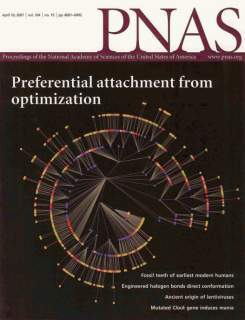 April 10, 2007 | vol. 104 | no. 15 | pp. 6001–6492
PNAS
Proceedings of the National Academy of Sciences of the United States of America
www.pnas.org
Preferential attachment from
optimization
Fossil teeth of earliest modern humans
Engineered halogen bonds direct conformation
Ancient origin of lentiviruses
Mutated Clock gene induces mania